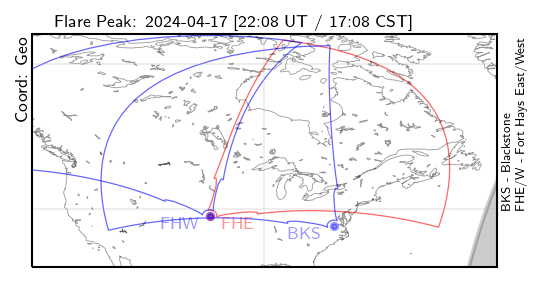 Flare Peak: 2024-04-17 [22:08 UT / 17:08 CST]
Coord: Geo
FHW
FHE
BKS
BKS - Blackstone
FHE/W - Fort Hays East/West